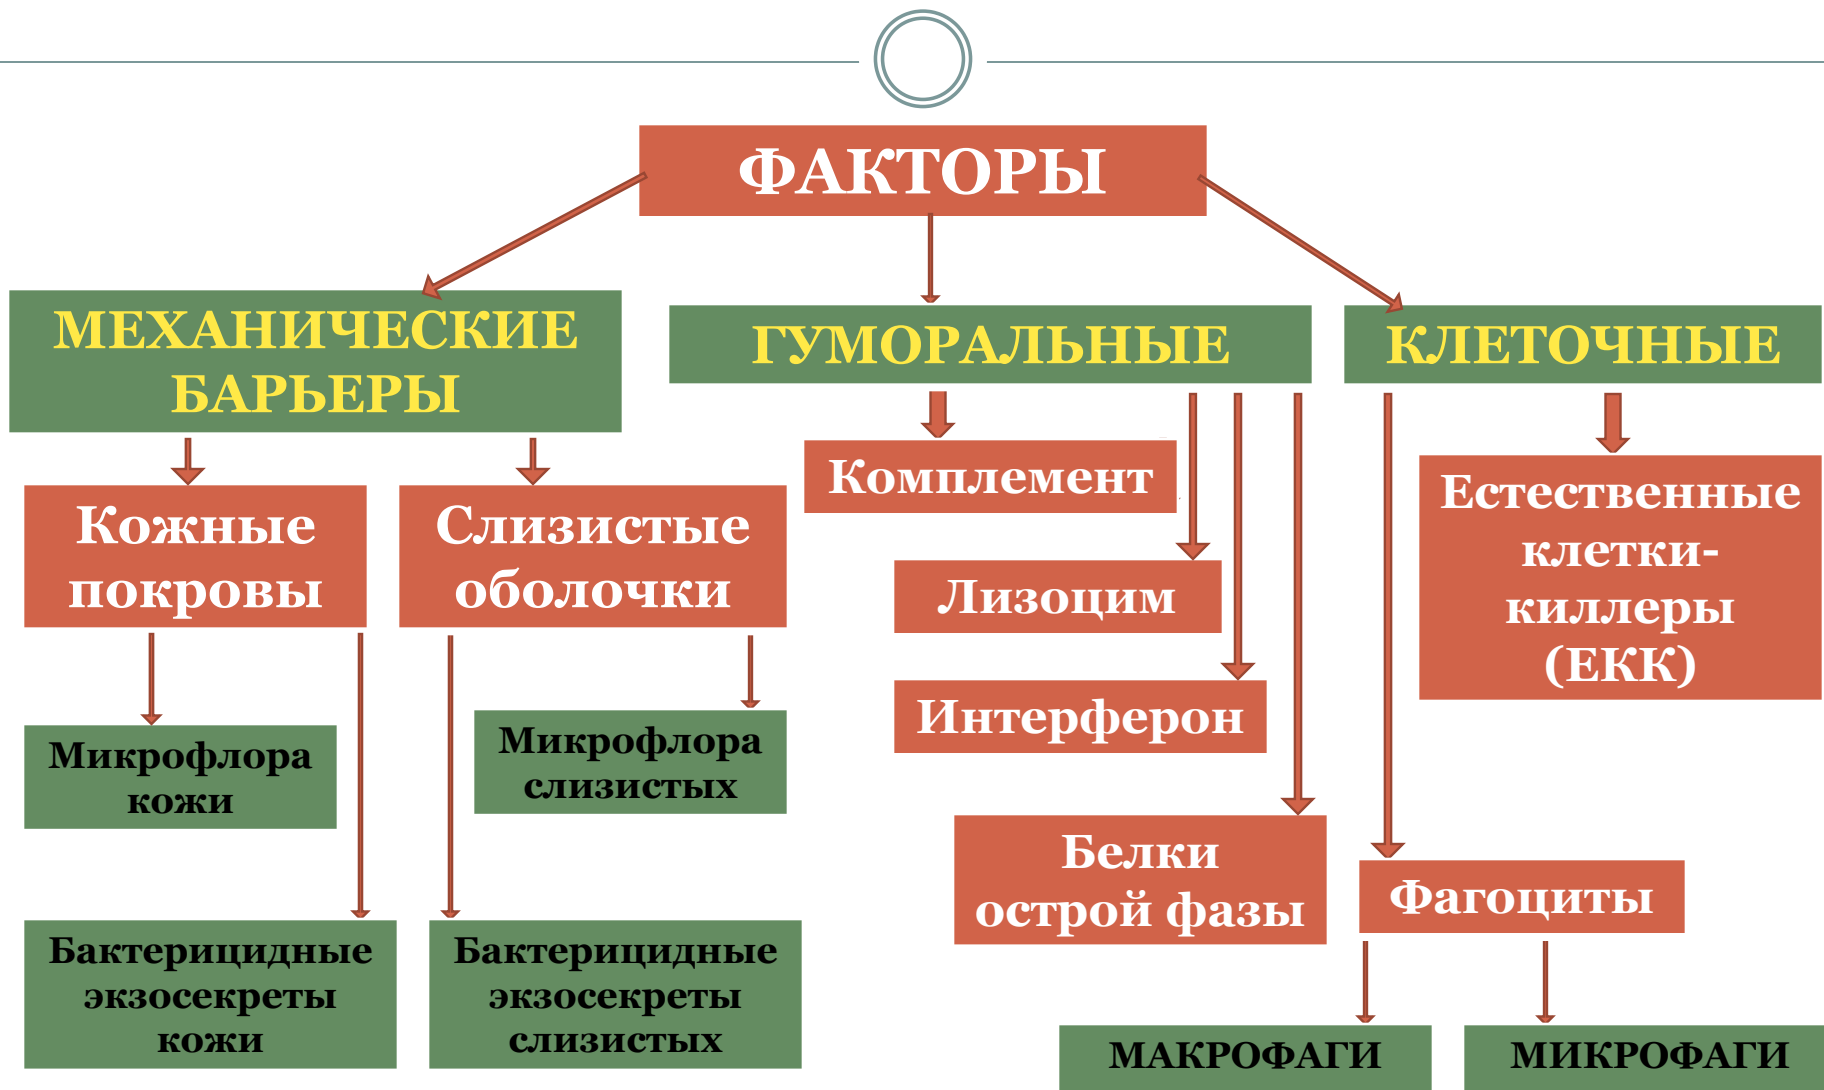 ФАКТОРЫ
МЕХАНИЧЕСКИЕ
БАРЬЕРЫ
ГУМОРАЛЬНЫЕ
КЛЕТОЧНЫЕ
Кожные
покровы
Слизистые
оболочки
Комплемент
Лизоцим
Интерферон
Белки
острой фазы
Естественные
клетки-
киллеры
(ЕКК)
Фагоциты
Микрофлора
кожи
Микрофлора
слизистых
Бактерицидные
экзосекреты
кожи
Бактерицидные
экзосекреты
слизистых
МАКРОФАГИ
МИКРОФАГИ